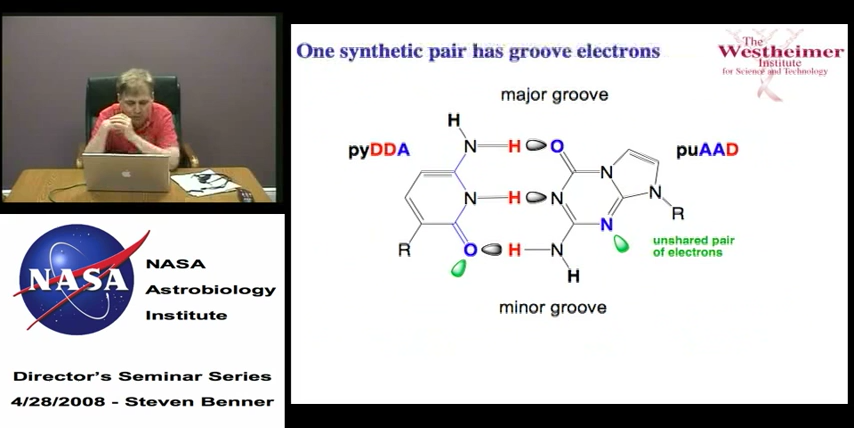 One synthetic pair has groove electrons
The
Westheimer
Institute
for Science and Technology
major groove
H
pyDDA
N
H
O
puAAD
N
N
H
N
N
R
R
O
H
N
N
unshared pair
of electrons
H
minor groove
NASA
NASA
Astrobiology
Institute
Director's Seminar Series
4/28/2008 - Steven Benner